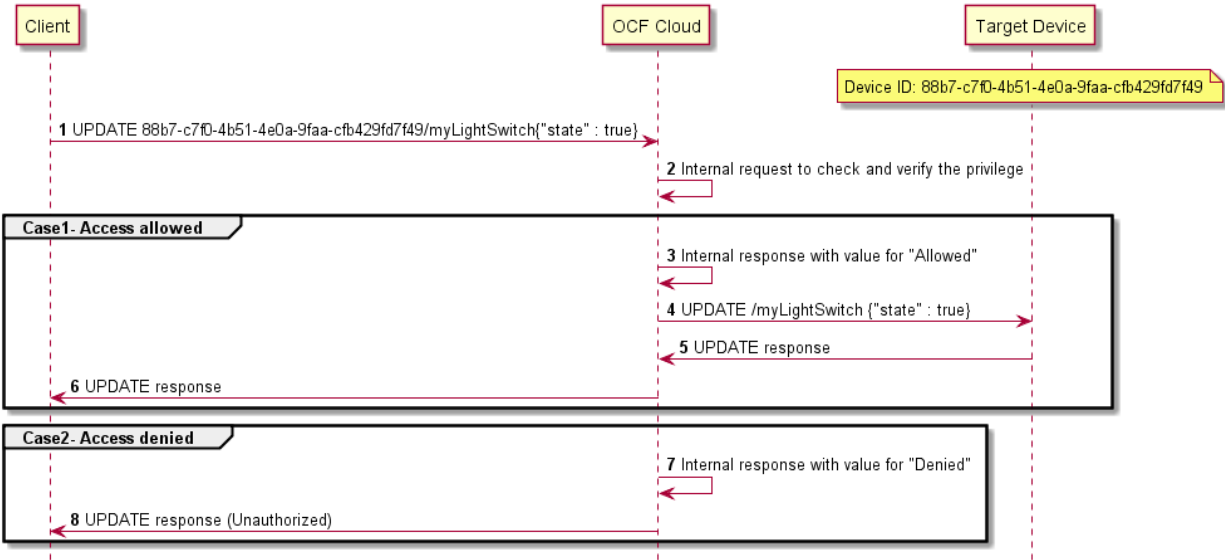 Client
OCF Cloud
Target Device
Device ID: 88b7-c7f0-4b51-4e0a-9faa-cfb429fd7f49
1 UPDATE 88b7-c7f0-4b51-4e0a-9faa-cfb429fd7f49/myLightSwitch{"state" : true}
2 Internal request to check and verify the privilege
Case1- Access allowed
3 Internal response with value for "Allowed"
4 UPDATE /myLightSwitch {"state" : true}
5 UPDATE response
6 UPDATE response
Case2- Access denied
7 Internal response with value for "Denied"
8 UPDATE response (Unauthorized)